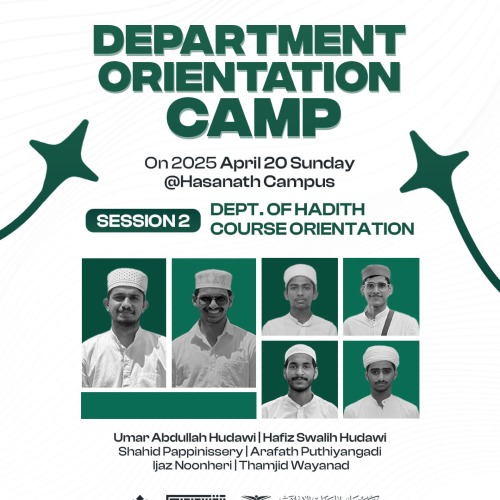 DEPARTMENT
ORIENTATION
CAMP
On 2025 April 20 Sunday
@Hasanath Campus
SESSION 2
DEPT. OF HADITH
COURSE ORIENTATION
Umar Abdullah Hudawi | Hafiz Swalih Hudawi
Shahid Pappinissery | Arafath Puthiyangadi
Ijaz Noonheri | Thamjid Wayanad